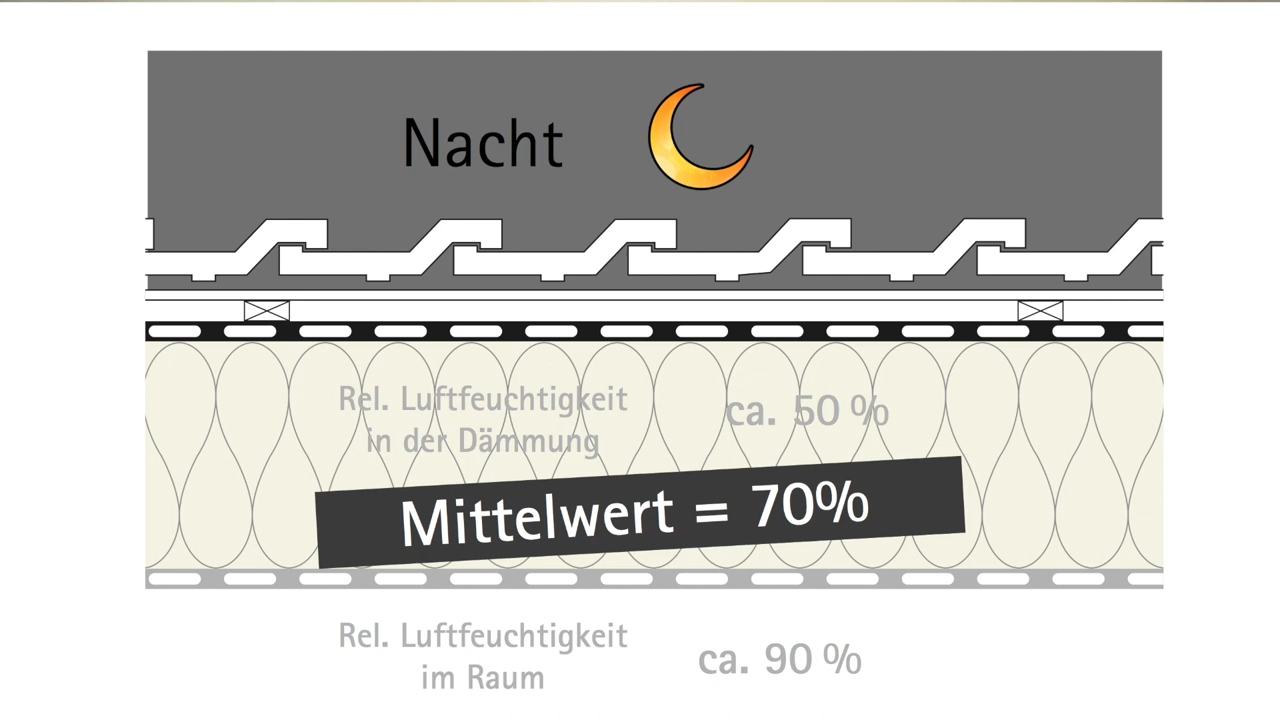 Nacht
Rel. Luftfeuchtigkeit
in der Dämmung
ca. 50 %
Mittelwert = 70%
Rel. Luftfeuchtigkeit
im Raum
ca. 90 %